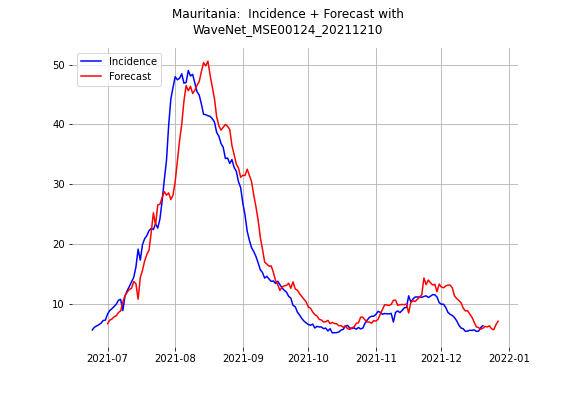 Mauritania:  Incidence + Forecast with
WaveNet_MSE00124_20211210
Incidence
Forecast
50
40
30
20
10
2021-07 2021-08 2021-09 2021-10 2021-11 2021-12 2022-01